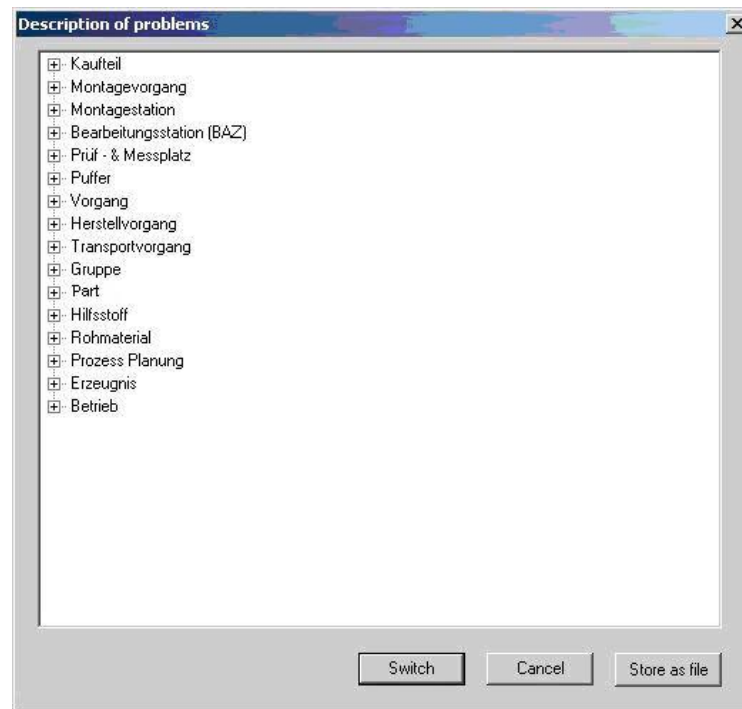 Description of problems
Kaufteil
Montagevorgang
Montagestation
Bearbeitungsstation (BAZ)
Prüf - & Messplatz
Puffer
Vorgang
Herstellvorgang
Transportvorgang
Gruppe
Part
Hilfsstoff
Rohmaterial
Prozess Planung
Erzeugnis
Betrieb
Switch Cancel Store as file